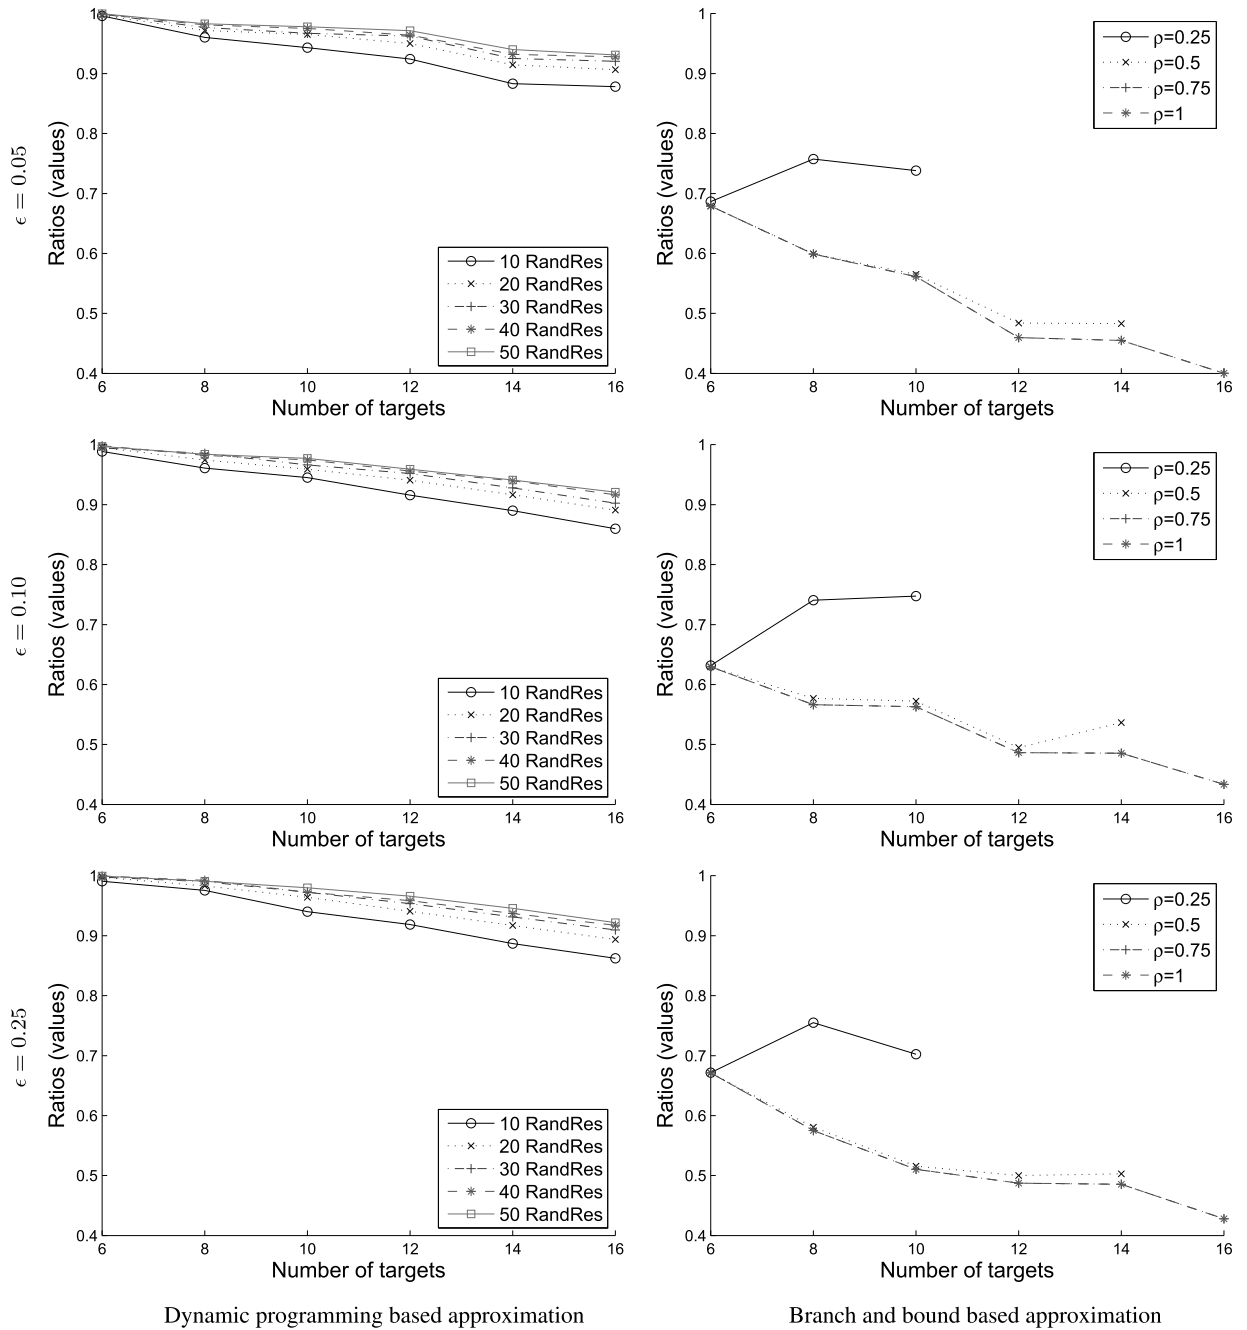 ϵ = 0.05
Ratios (values)
1
0.9
0.8
0.7
0.6
0.5
0.4
6 8 10 12 14 16
Number of targets
10 RandRes
20 RandRes
30 RandRes
40 RandRes
50 RandRes
Ratios (values)
1
0.9
0.8
0.7
0.6
0.5
0.4
6 8 10 12 14 16
Number of targets
ρ=0.25
ρ=0.5
ρ=0.75
ρ=1
ϵ = 0.10
Ratios (values)
1
0.9
0.8
0.7
0.6
0.5
0.4
6 8 10 12 14 16
Number of targets
10 RandRes
20 RandRes
30 RandRes
40 RandRes
50 RandRes
Ratios (values)
1
0.9
0.8
0.7
0.6
0.5
0.4
6 8 10 12 14 16
Number of targets
ρ=0.25
ρ=0.5
ρ=0.75
ρ=1
ϵ = 0.25
Ratios (values)
1
0.9
0.8
0.7
0.6
0.5
0.4
6 8 10 12 14 16
Number of targets
10 RandRes
20 RandRes
30 RandRes
40 RandRes
50 RandRes
Ratios (values)
1
0.9
0.8
0.7
0.6
0.5
0.4
6 8 10 12 14 16
Number of targets
ρ=0.25
ρ=0.5
ρ=0.75
ρ=1
Dynamic programming based approximation
Branch and bound based approximation